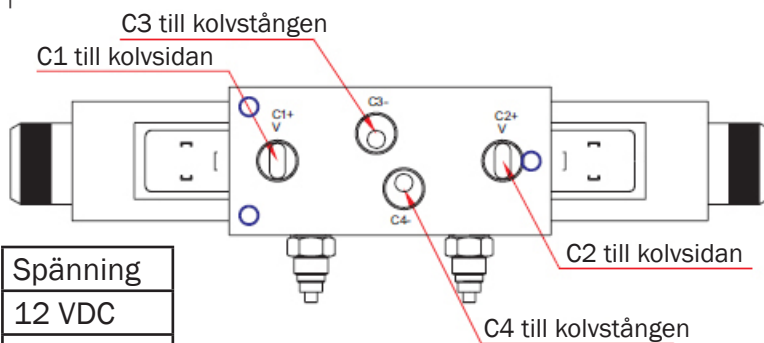 C3 till kolvstången
C1 till kolvsidan
C3-
C1+
V
C2+
V
C4-
C2 till kolvsidan
Spänning
12 VDC
C4 till kolvstången